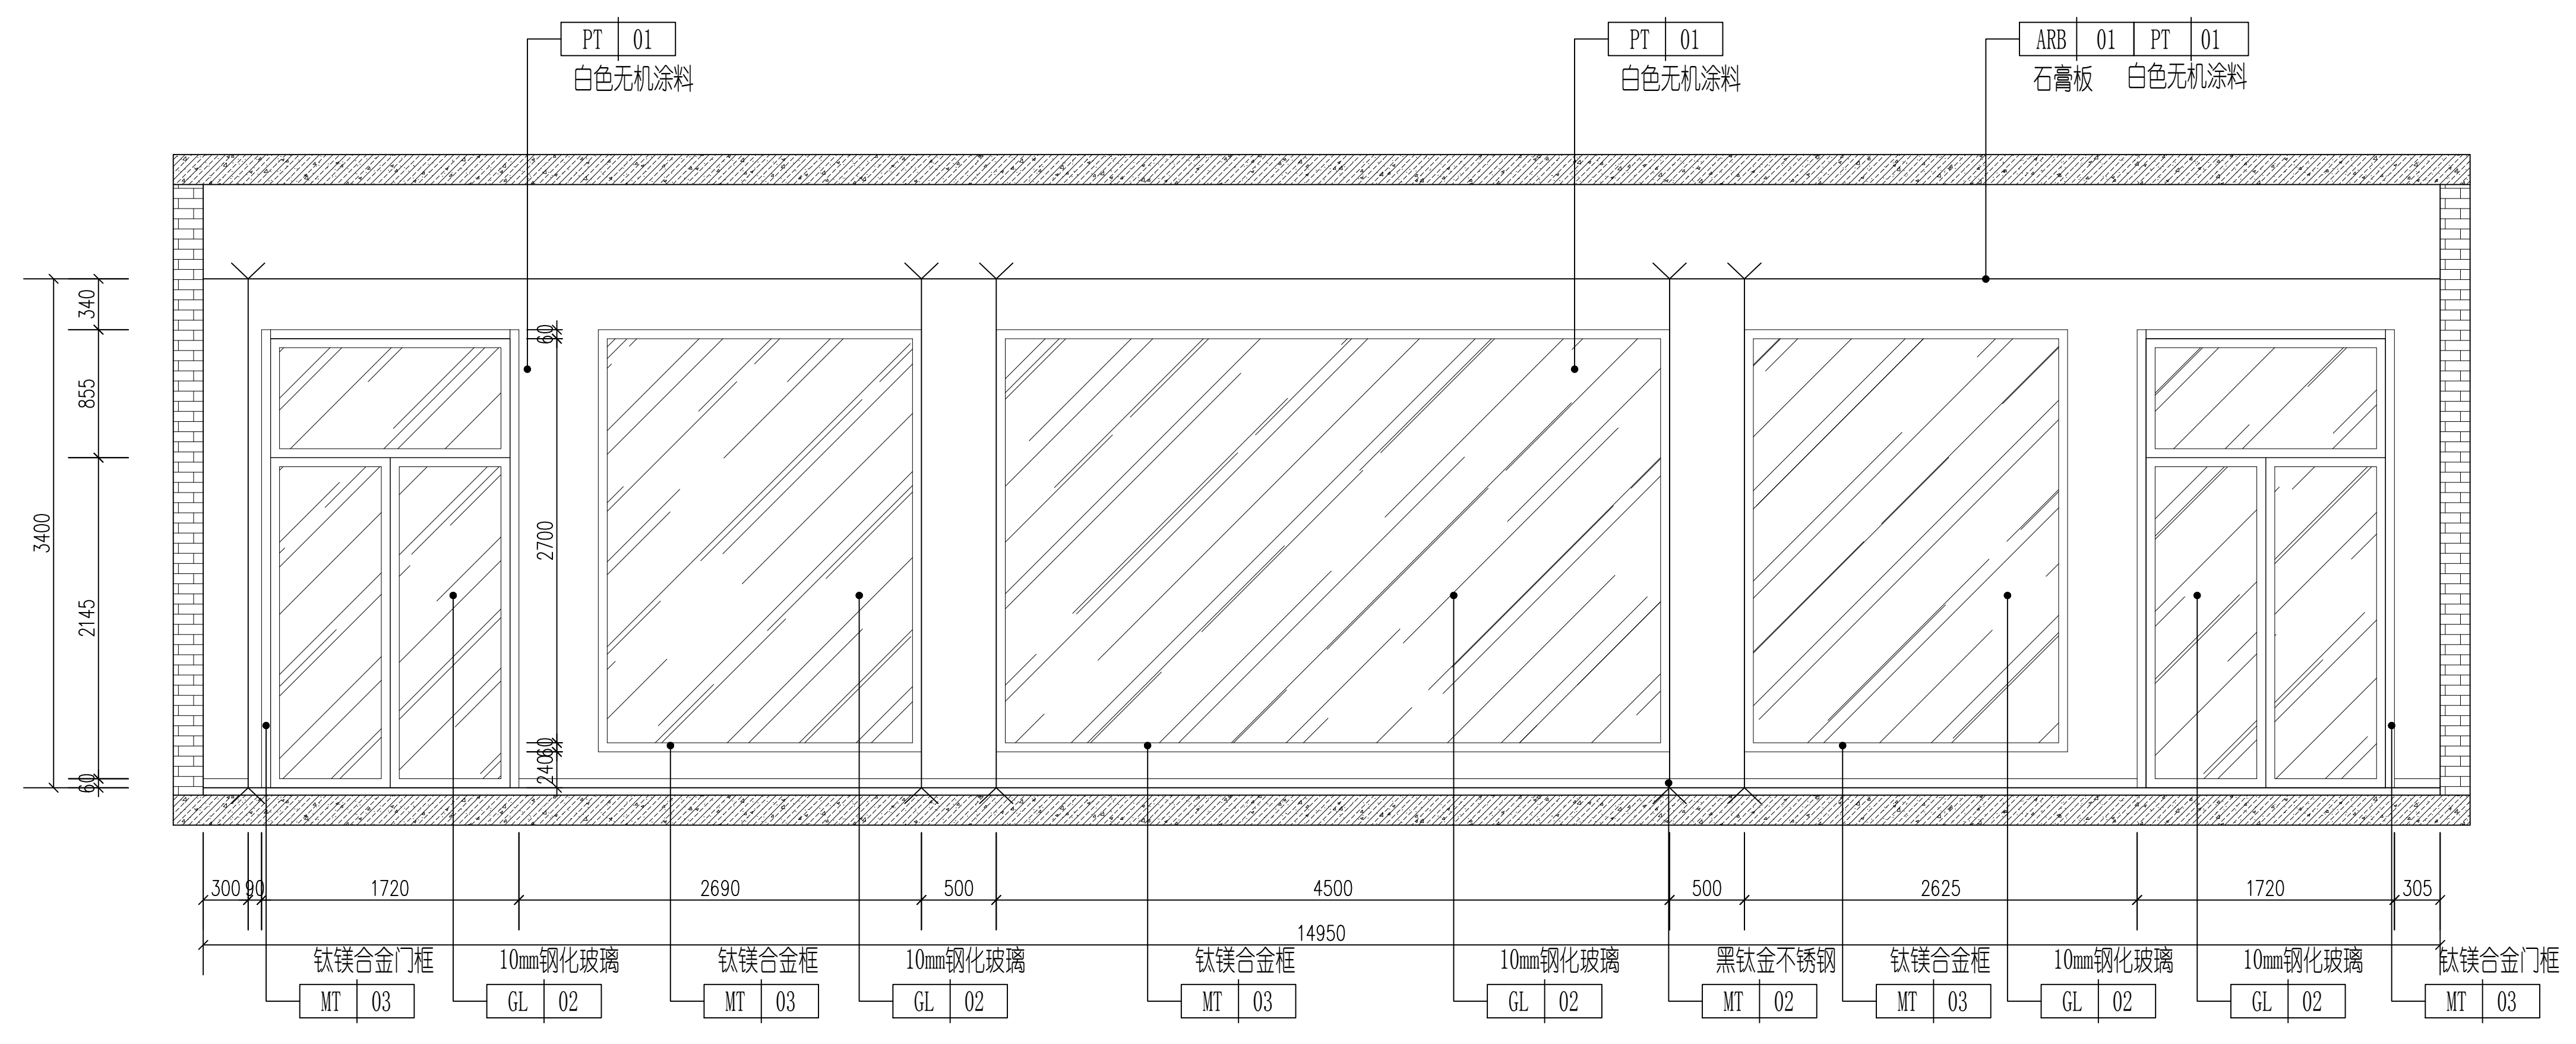 PT 01
白色无机涂料
PT 01
白色无机涂料
ARB 01 PT 01
石膏板 白色无机涂料
340
855
2145
60
3400
60
2700
60
240
300 90 1720 2690 500 4500 500 2625 1720 305
14950
钛镁合金门框 10mm钢化玻璃 钛镁合金框 10mm钢化玻璃 钛镁合金框 10mm钢化玻璃 黑钛金不锈钢 钛镁合金框 10mm钢化玻璃 10mm钢化玻璃 钛镁合金门框
MT 03 GL 02 MT 03 GL 02 MT 03 GL 02 MT 02 MT 03 GL 02 GL 02 MT 03